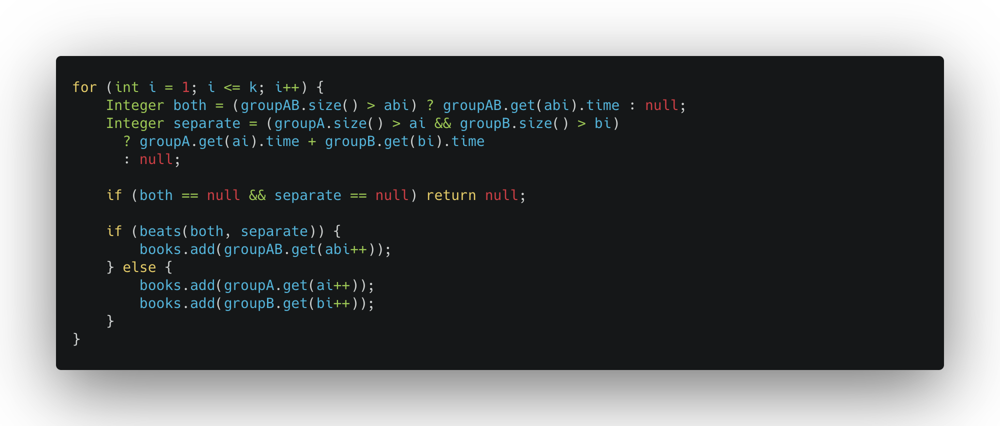 for (int i = 1; i <= k; i++) {
    Integer both = (groupAB.size() > abi) ? groupAB.get(abi).time : null;
    Integer separate = (groupA.size() > ai && groupB.size() > bi)
      ? groupA.get(ai).time + groupB.get(bi).time
      : null;

    if (both == null && separate == null) return null;

    if (beats(both, separate)) {
        books.add(groupAB.get(abi++));
    } else {
        books.add(groupA.get(ai++));
        books.add(groupB.get(bi++));
    }
}